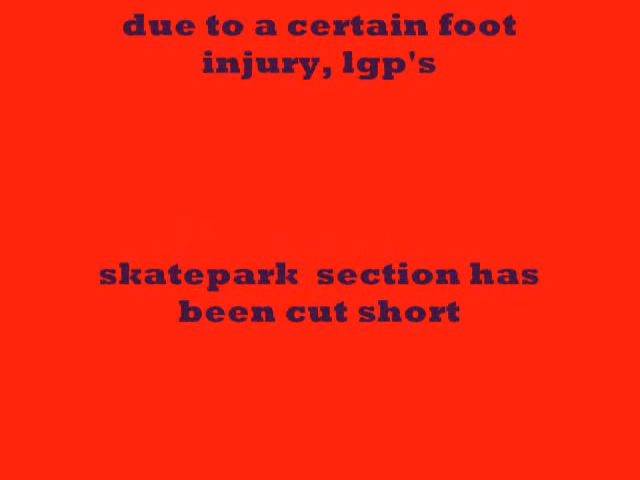 due to a certain foot
injury, lgp's
skatepark  section has
been cut short